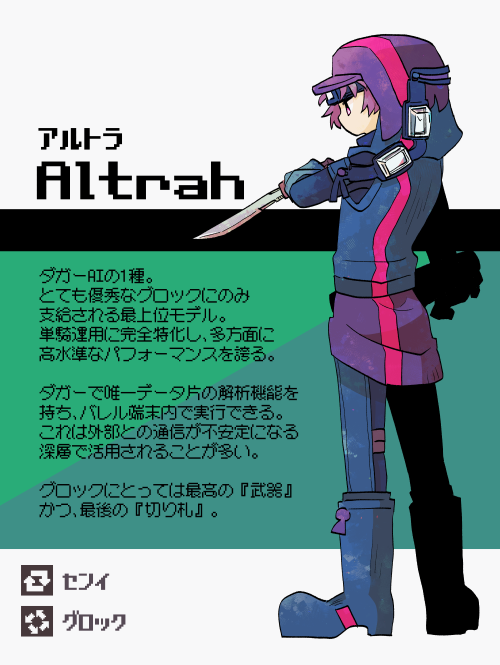 アルトラ
Altrah
ダガーAIの1種。
とても優秀なグロックにのみ
支給される最上位モデル。
単騎運用に完全特化し、多方面に
高水準なパフォーマンスを誇る。
ダガーで唯一データ片の解析機能を
持ち、バレル端末内で実行できる。
これは外部との通信が不安定になる
深層で活用されることが多い。
グロックにとっては最高の『武器』
かつ、最後の『切り札』。
センイ
グロック